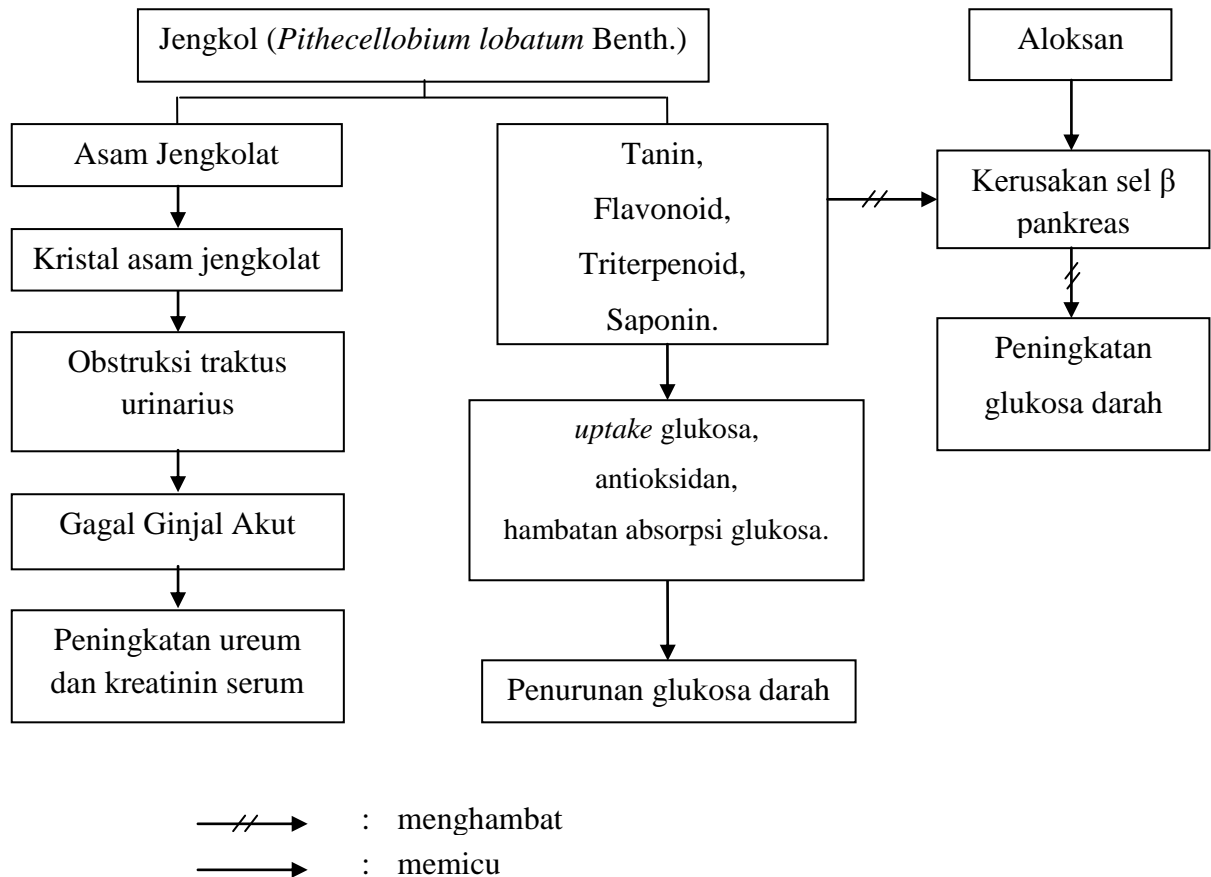 Jengkol (Pithecellobium lobatum Benth.)
Aloksan
Asam Jengkolat
Kristal asam jengkolat
Obstruksi traktus
urinarius
Gagal Ginjal Akut
Peningkatan ureum
dan kreatinin serum
Tanin,
Flavonoid,
Triterpenoid,
Saponin.
uptake glukosa,
antioksidan,
hambatan absorpsi glukosa.
Penurunan glukosa darah
Kerusakan sel β
pankreas
Peningkatan
glukosa darah
: menghambat
: memicu